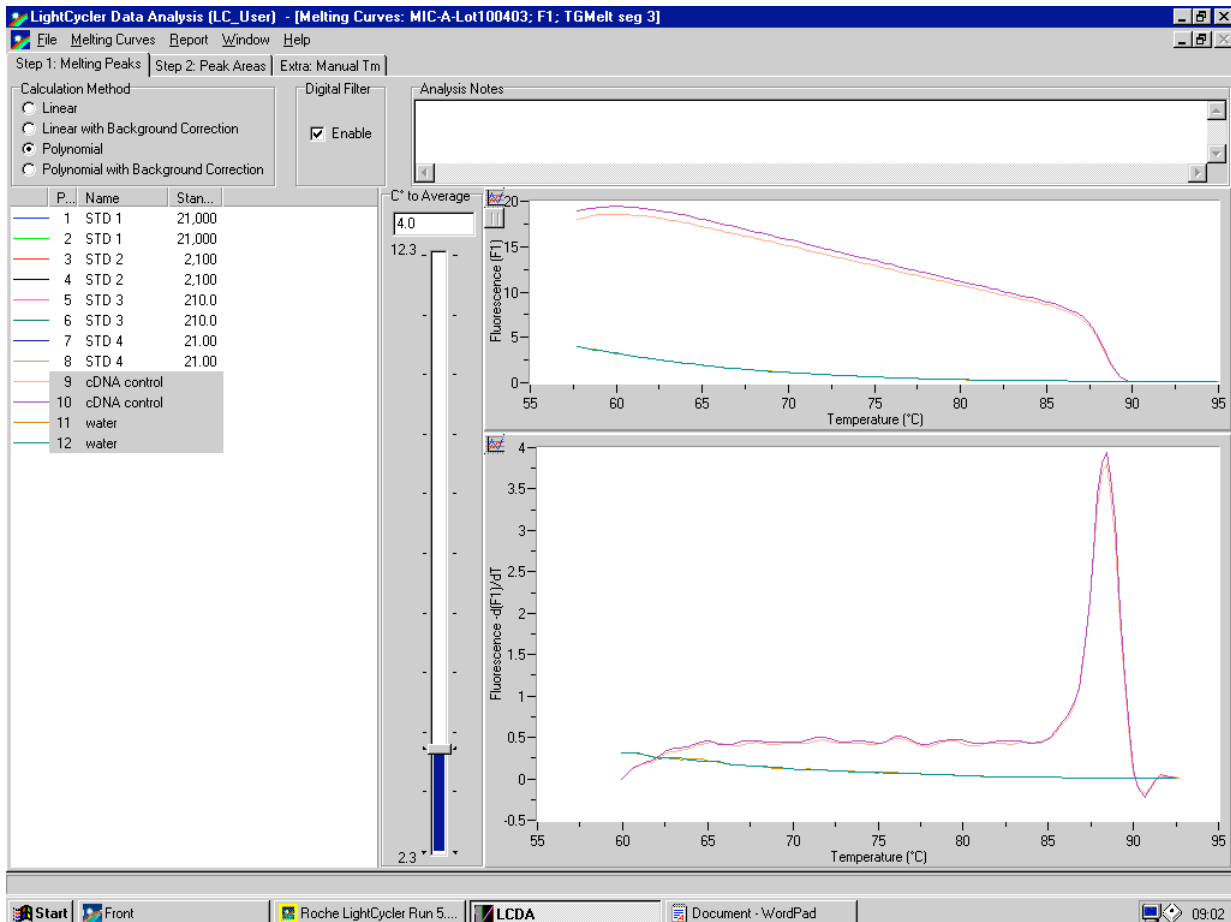 LightCycler Data Analysis (LC_User) - [Melting Curves: MIC-A-Lot100403; F1; TGMelt seg 3]
File Melting Curves Report Window Help
Step 1: Melting Peaks Step 2: Peak Areas Extra: Manual Tm
Calculation Method
Linear
Linear with Background Correction
Polynomial
Polynomial with Background Correction
Digital Filter
Enable
Analysis Notes
P... Name Stan...
1 STD 1 21,000
2 STD 1 21,000
3 STD 2 2,100
4 STD 2 2,100
5 STD 3 210.0
6 STD 3 210.0
7 STD 4 21.00
8 STD 4 21.00
9 cDNA control
10 cDNA control
11 water
12 water
C° to Average
4.0
12.3
2.3
Fluorescence (F1)
20
15
10
5
0
55 60 65 70 75 80 85 90 95
Temperature (°C)
Fluorescence -d(F1)/dT
4
3.5
3
2.5
2
1.5
1
0.5
0
-0.5
55 60 65 70 75 80 85 90 95
Temperature (°C)
Start Front Roche LightCycler Run 5.... LCDA Document - WordPad 09:02